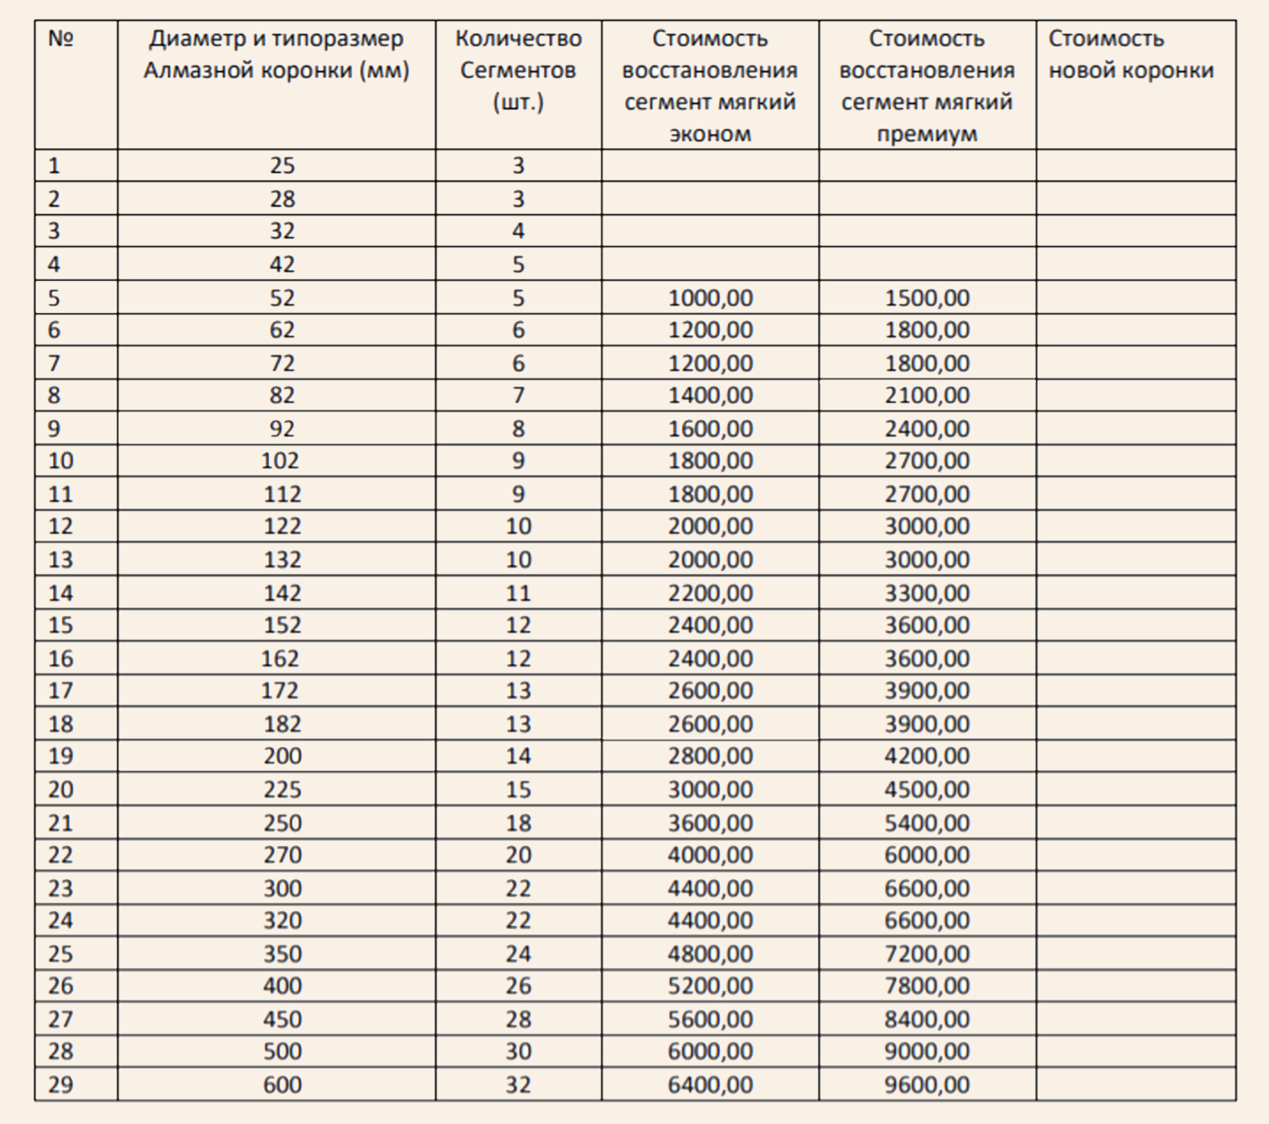 № Диаметр и типоразмер Количество Стоимость Стоимость Стоимость
Алмазной коронки (мм) Сегментов восстановления восстановления новой коронки
(шт.) сегмент мягкий сегмент мягкий
эконом премиум
1 25 3
2 28 3
3 32 4
4 42 5
5 52 5 1000,00 1500,00
6 62 6 1200,00 1800,00
7 72 6 1200,00 1800,00
8 82 7 1400,00 2100,00
9 92 8 1600,00 2400,00
10 102 9 1800,00 2700,00
11 112 9 1800,00 2700,00
12 122 10 2000,00 3000,00
13 132 10 2000,00 3000,00
14 142 11 2200,00 3300,00
15 152 12 2400,00 3600,00
16 162 12 2400,00 3600,00
17 172 13 2600,00 3900,00
18 182 13 2600,00 3900,00
19 200 14 2800,00 4200,00
20 225 15 3000,00 4500,00
21 250 18 3600,00 5400,00
22 270 20 4000,00 6000,00
23 300 22 4400,00 6600,00
24 320 22 4400,00 6600,00
25 350 24 4800,00 7200,00
26 400 26 5200,00 7800,00
27 450 28 5600,00 8400,00
28 500 30 6000,00 9000,00
29 600 32 6400,00 9600,00